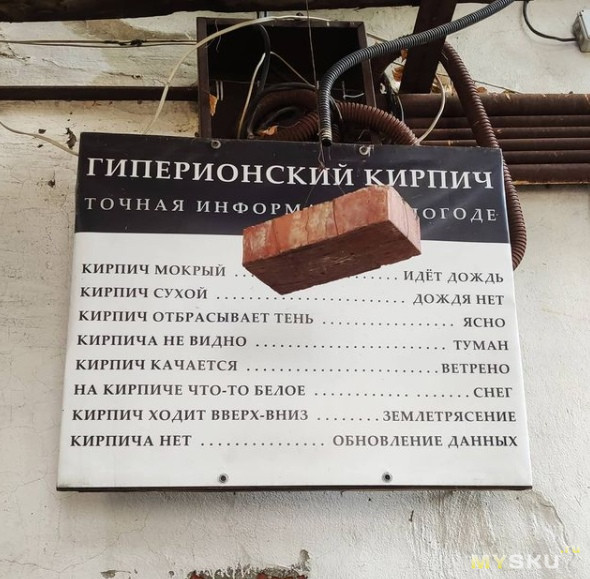 ГИПЕРИОНСКИЙ КИРПИЧ
ТОЧНАЯ ПОГОДЕ
КИРПИЧ МОКРЫЙ .......... ИДЁТ ДОЖДЬ
КИРПИЧ СУХОЙ .......... ДОЖДЯ НЕТ
КИРПИЧ ОТБРАСЫВАЕТ ТЕНЬ .......... ЯСНО
КИРПИЧА НЕ ВИДНО .......... ТУМАН
КИРПИЧ КАЧАЕТСЯ .......... ВЕТРЕНО
НА КИРПИЧЕ ЧТО-ТО БЕЛОЕ .......... СНЕГ
КИРПИЧ ХОДИТ ВВЕРХ-ВНИЗ .......... ЗЕМЛЕТРЯСЕНИЕ
КИРПИЧА НЕТ .......... ОБНОВЛЕНИЕ ДАННЫХ
MYSKU